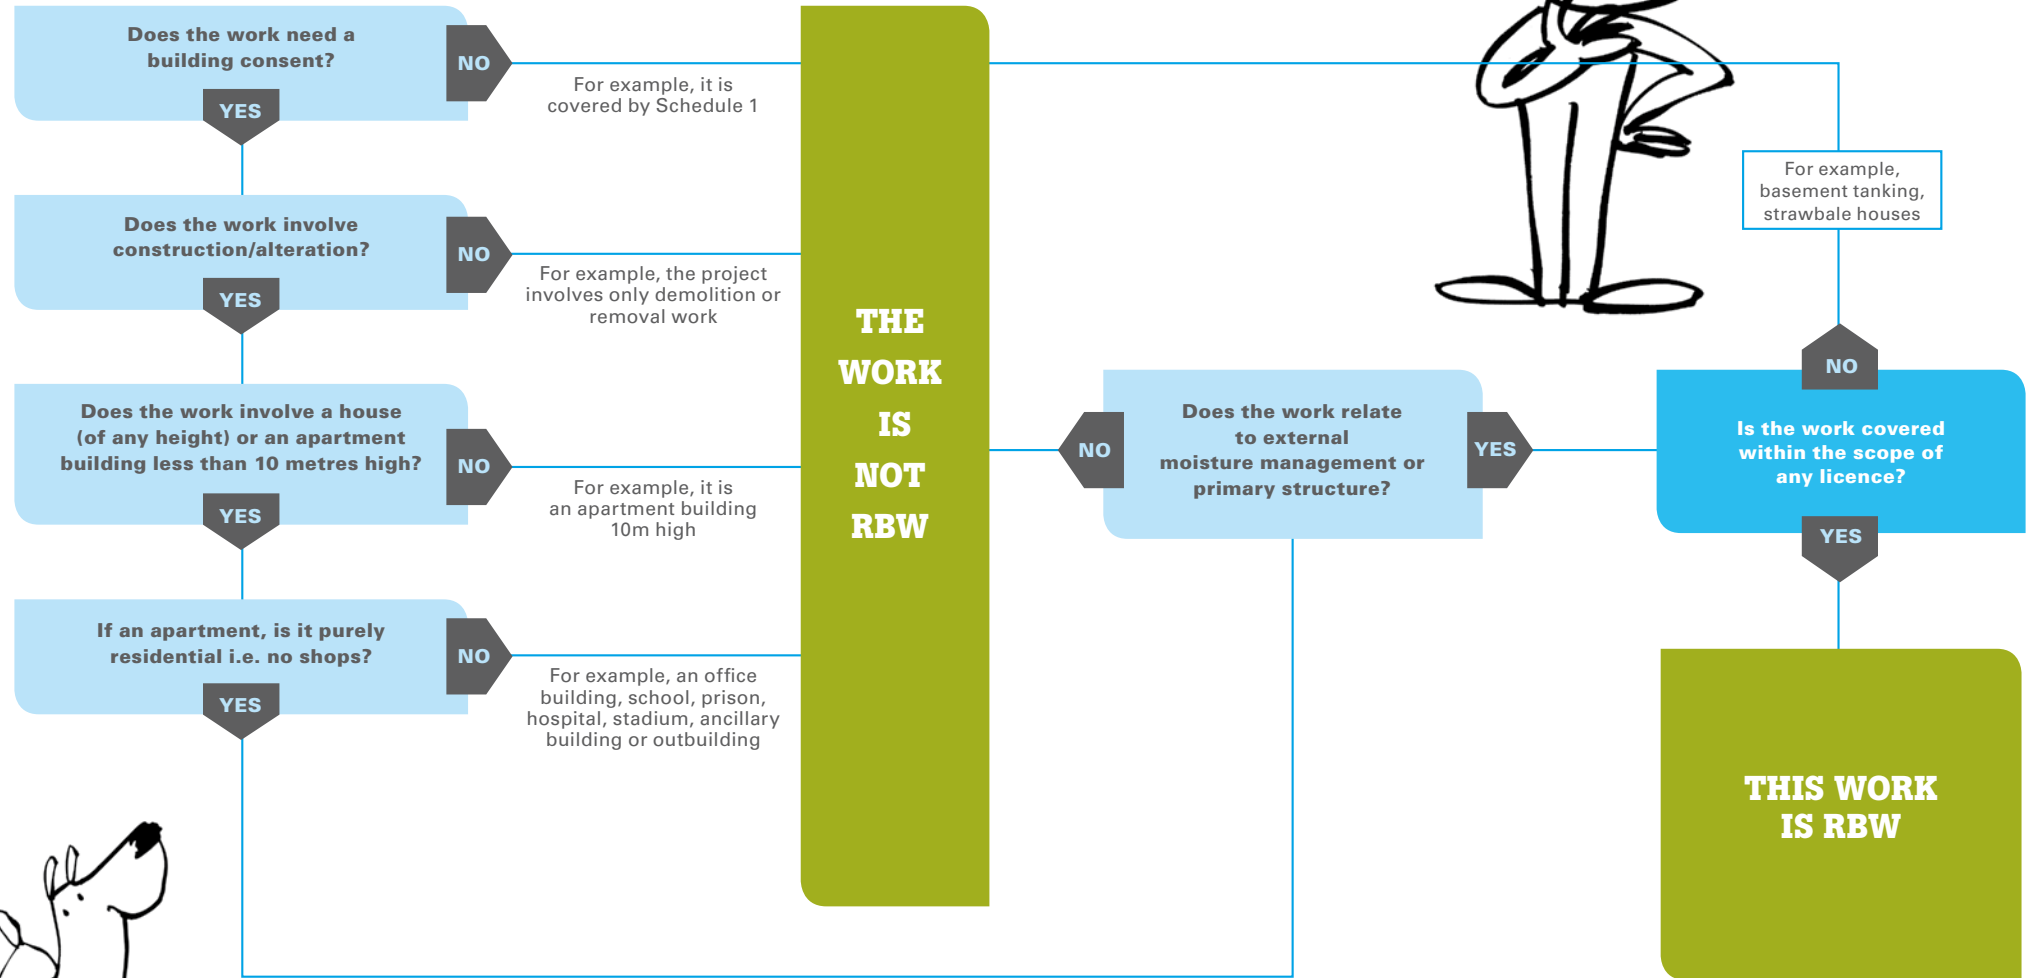 Does the work need a
building consent?
NO
For example, it is
covered by Schedule 1
YES
Does the work involve
construction/alteration?
NO
For example, the project
involves only demolition or
removal work
YES
Does the work involve a house
(of any height) or an apartment
building less than 10 metres high?
NO
For example, it is
an apartment building
10m high
YES
If an apartment, is it purely
residential i.e. no shops?
NO
For example, an office
building, school, prison,
hospital, stadium, ancillary
building or outbuilding
YES
THE
WORK
IS
NOT
RBW
NO
Does the work relate
to external
moisture management or
primary structure?
YES
For example,
basement tanking,
strawbale houses
NO
Is the work covered
within the scope of
any licence?
YES
THIS WORK
IS RBW